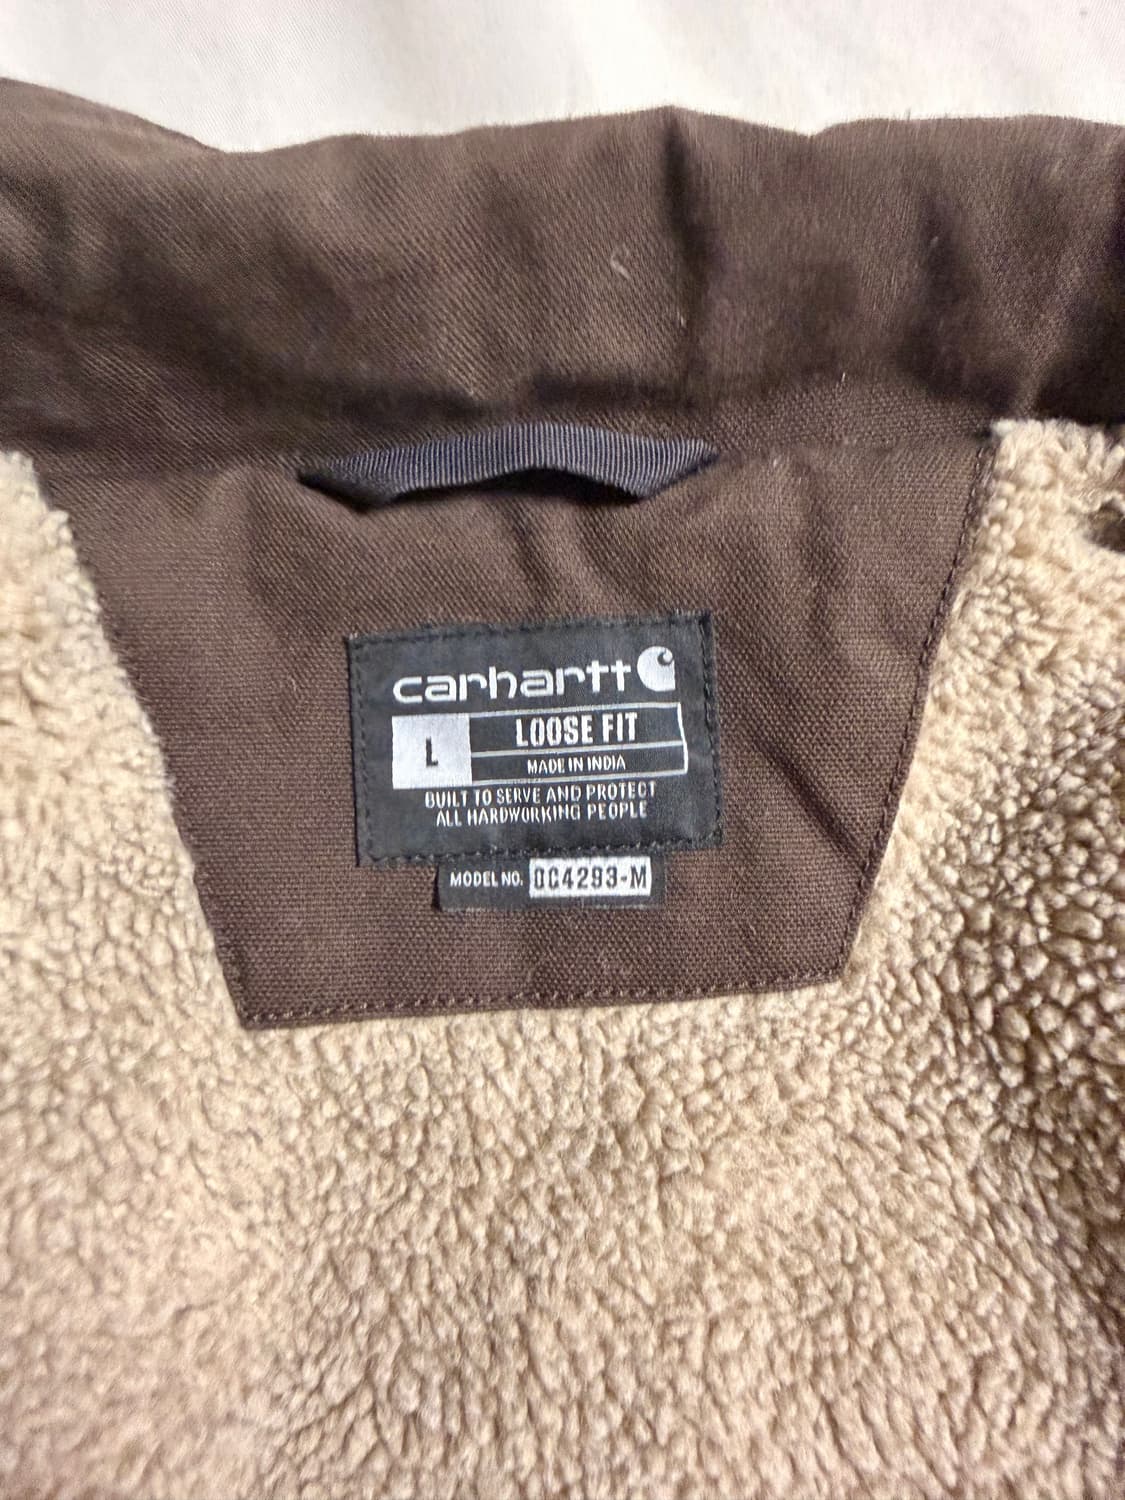 carhartt
L
LOOSE FIT
MADE IN INDIA
BUILT TO SERVE AND PROTECT
ALL HARDWORKING PEOPLE
MODEL NO. OC4293-M